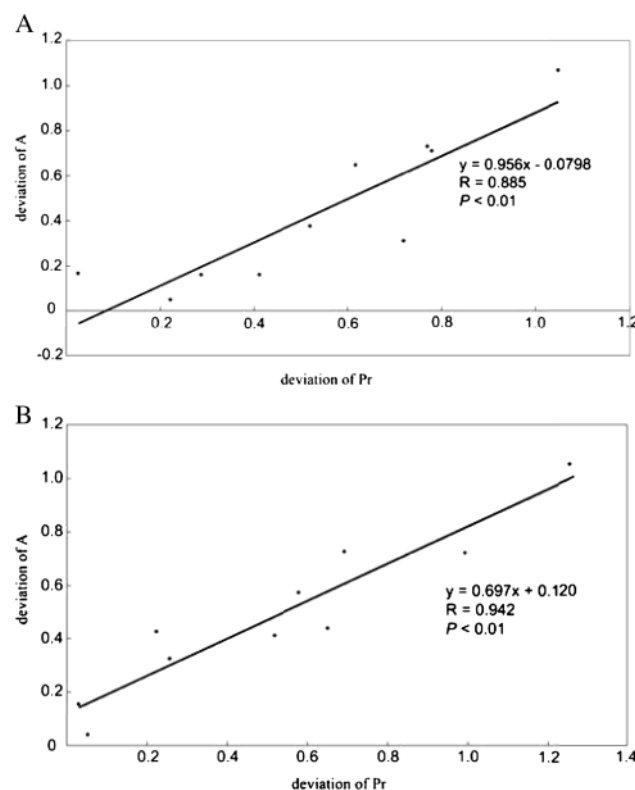 A
1.2
1.0
0.8
0.6
0.4
0.2
0
-0.2
deviation of A
y = 0.956x - 0.0798
R = 0.885
P < 0.01
0.2 0.4 0.6 0.8 1.0 1.2
deviation of Pr
B
1.2
1.0
0.8
0.6
0.4
0.2
0
deviation of A
y = 0.697x + 0.120
R = 0.942
P < 0.01
0.2 0.4 0.6 0.8 1.0 1.2 1.4
deviation of Pr